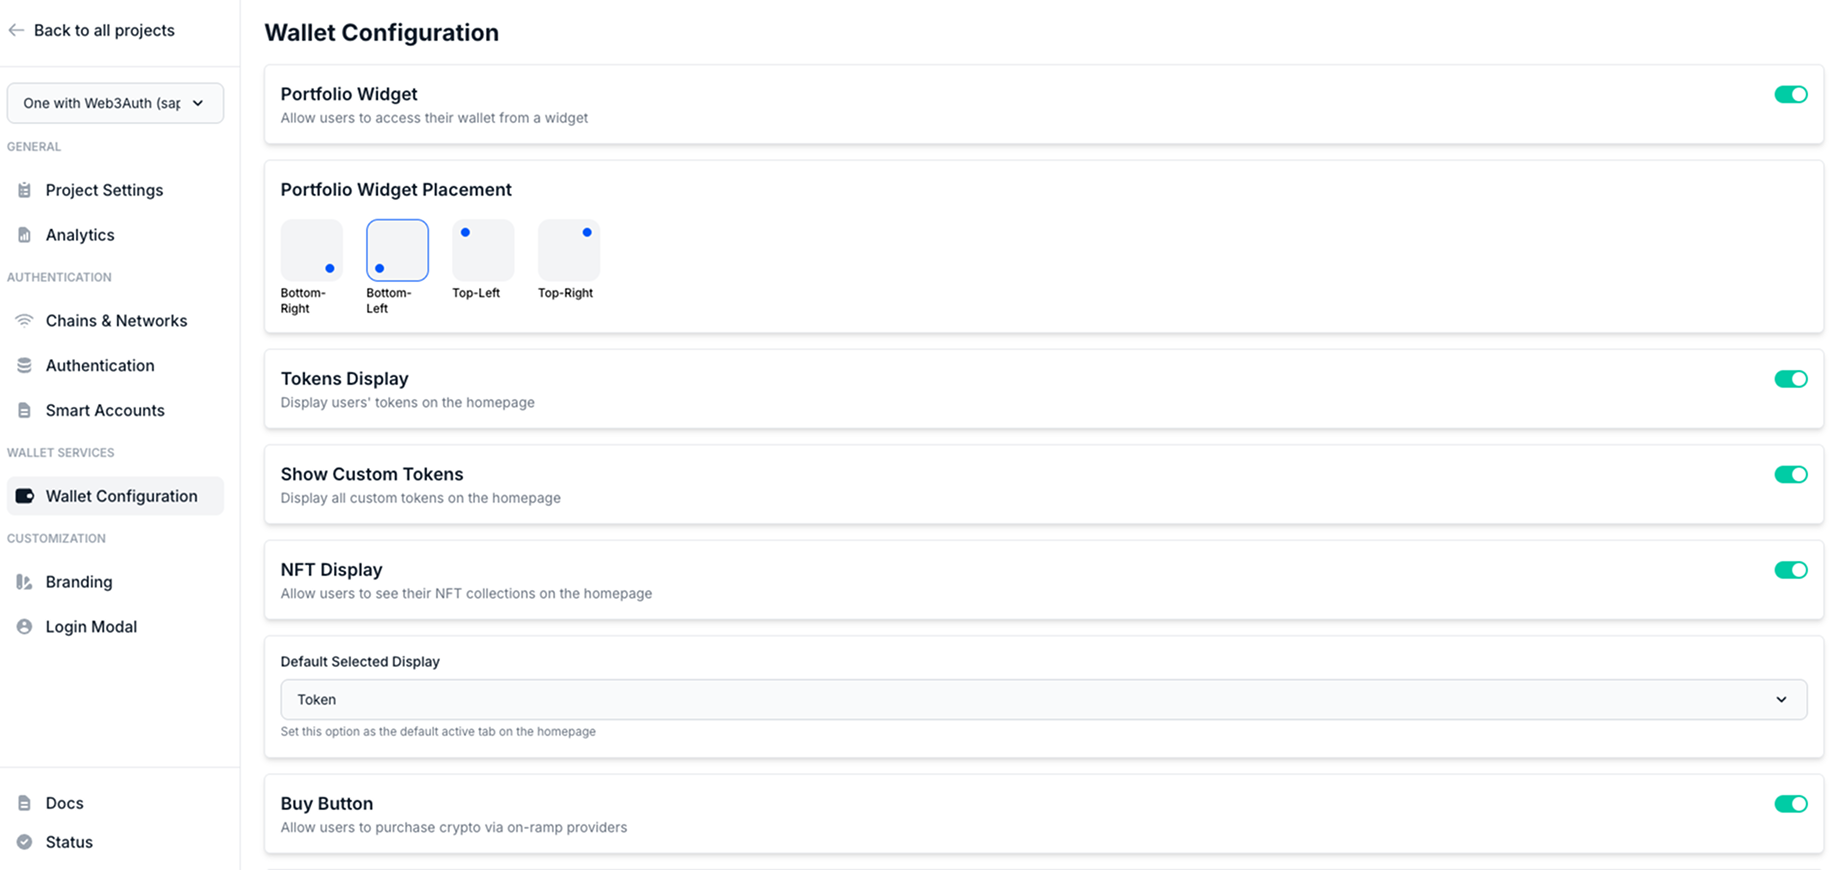 Back to all projects
One with Web3Auth (sap
GENERAL
Project Settings
Analytics
AUTHENTICATION
Chains & Networks
Authentication
Smart Accounts
WALLET SERVICES
Wallet Configuration
CUSTOMIZATION
Branding
Login Modal
Docs
Status
Wallet Configuration
Portfolio Widget
Allow users to access their wallet from a widget
Portfolio Widget Placement
Bottom-
Right
Bottom-
Left
Top-Left
Top-Right
Tokens Display
Display users' tokens on the homepage
Show Custom Tokens
Display all custom tokens on the homepage
NFT Display
Allow users to see their NFT collections on the homepage
Default Selected Display
Token
Set this option as the default active tab on the homepage
Buy Button
Allow users to purchase crypto via on-ramp providers